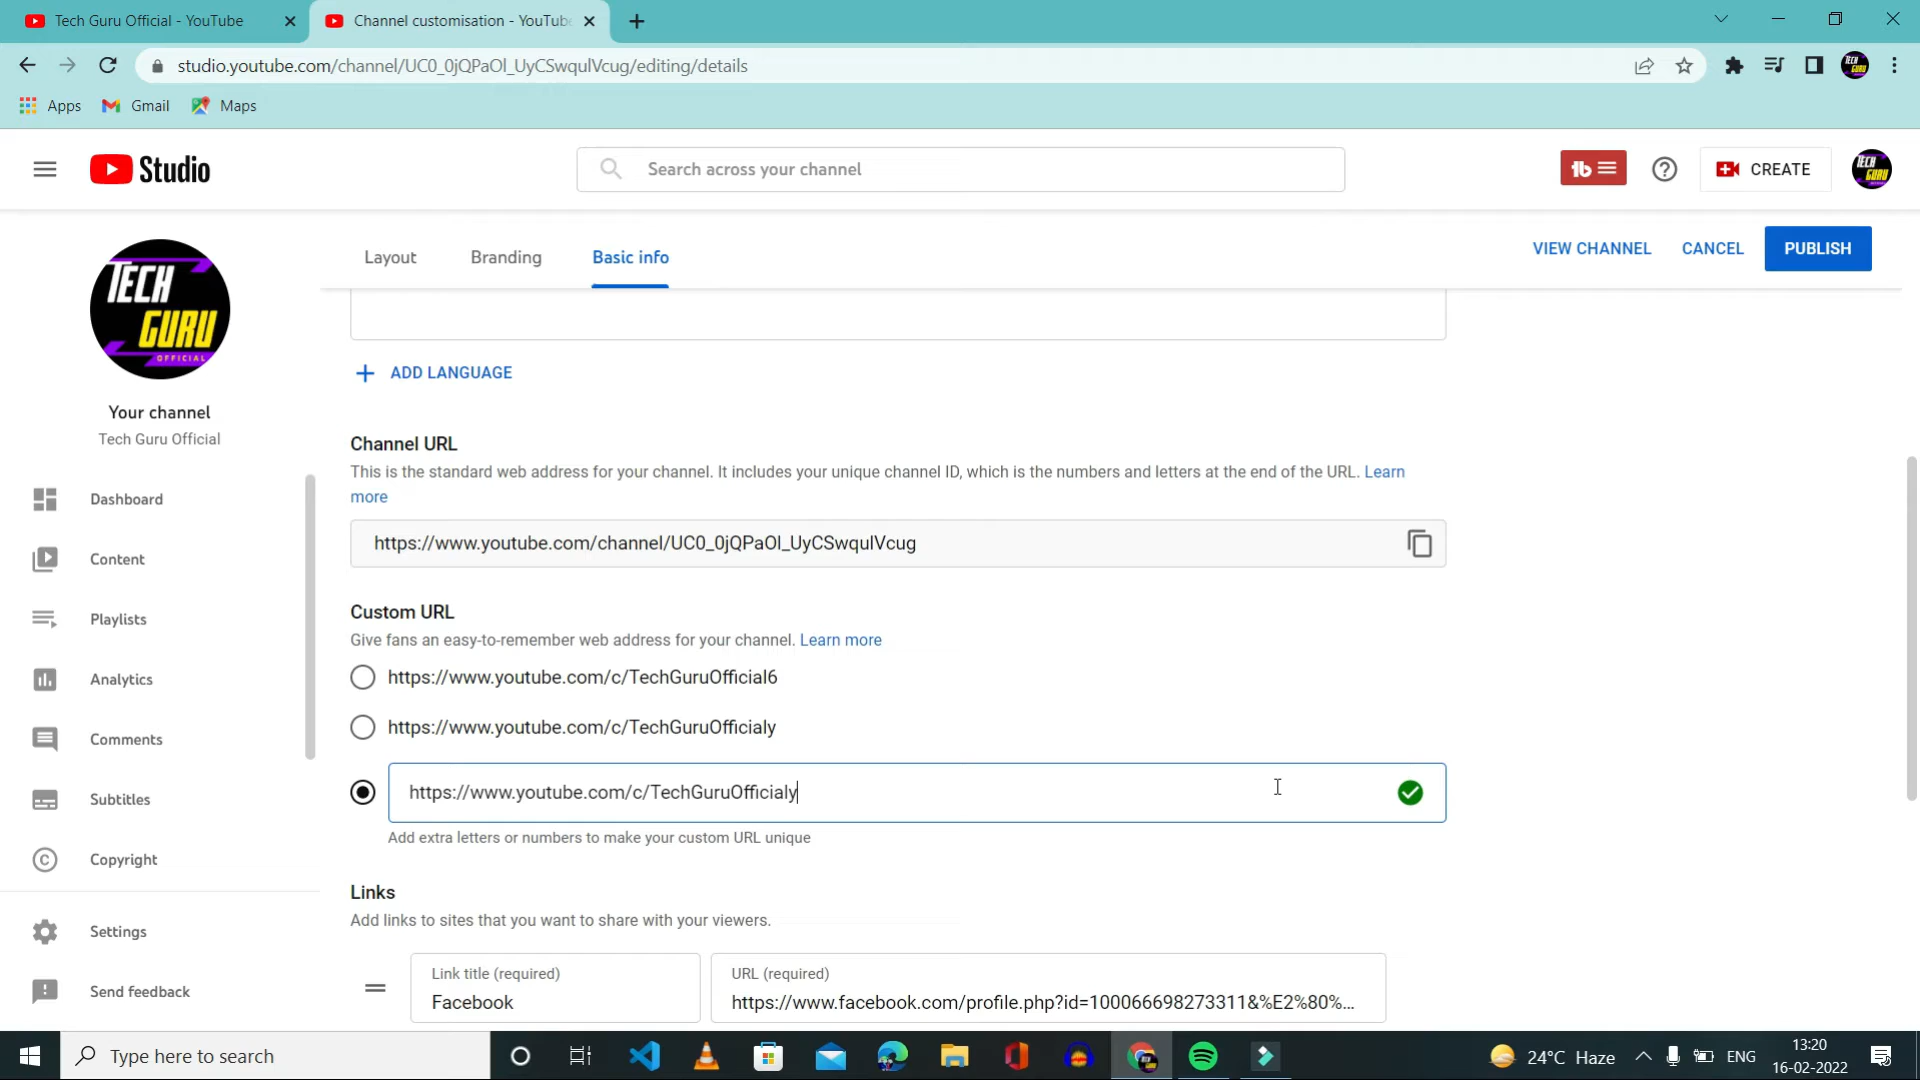 Tech Guru Official - YouTube
Channel customisation - YouTub
studio.youtube.com/channel/UC0_0jQPaOl_UyCSwqulVcug/editing/details
Apps Gmail Maps
Studio
Search across your channel
CREATE
TECH GURU OFFICIAL
Your channel
Tech Guru Official
Dashboard
Content
Playlists
Analytics
Comments
Subtitles
Copyright
Settings
Send feedback
Layout Branding Basic info
VIEW CHANNEL CANCEL PUBLISH
ADD LANGUAGE
Channel URL
This is the standard web address for your channel. It includes your unique channel ID, which is the numbers and letters at the end of the URL. Learn
more
https://www.youtube.com/channel/UC0_0jQPaOl_UyCSwqulVcug
Custom URL
Give fans an easy-to-remember web address for your channel. Learn more
https://www.youtube.com/c/TechGuruOfficial6
https://www.youtube.com/c/TechGuruOfficialy
https://www.youtube.com/c/TechGuruOfficialy
Add extra letters or numbers to make your custom URL unique
Links
Add links to sites that you want to share with your viewers.
Link title (required)
Facebook
URL (required)
https://www.facebook.com/profile.php?id=100066698273311&%E2%80%...
Type here to search
24°C Haze
ENG
13:20
16-02-2022